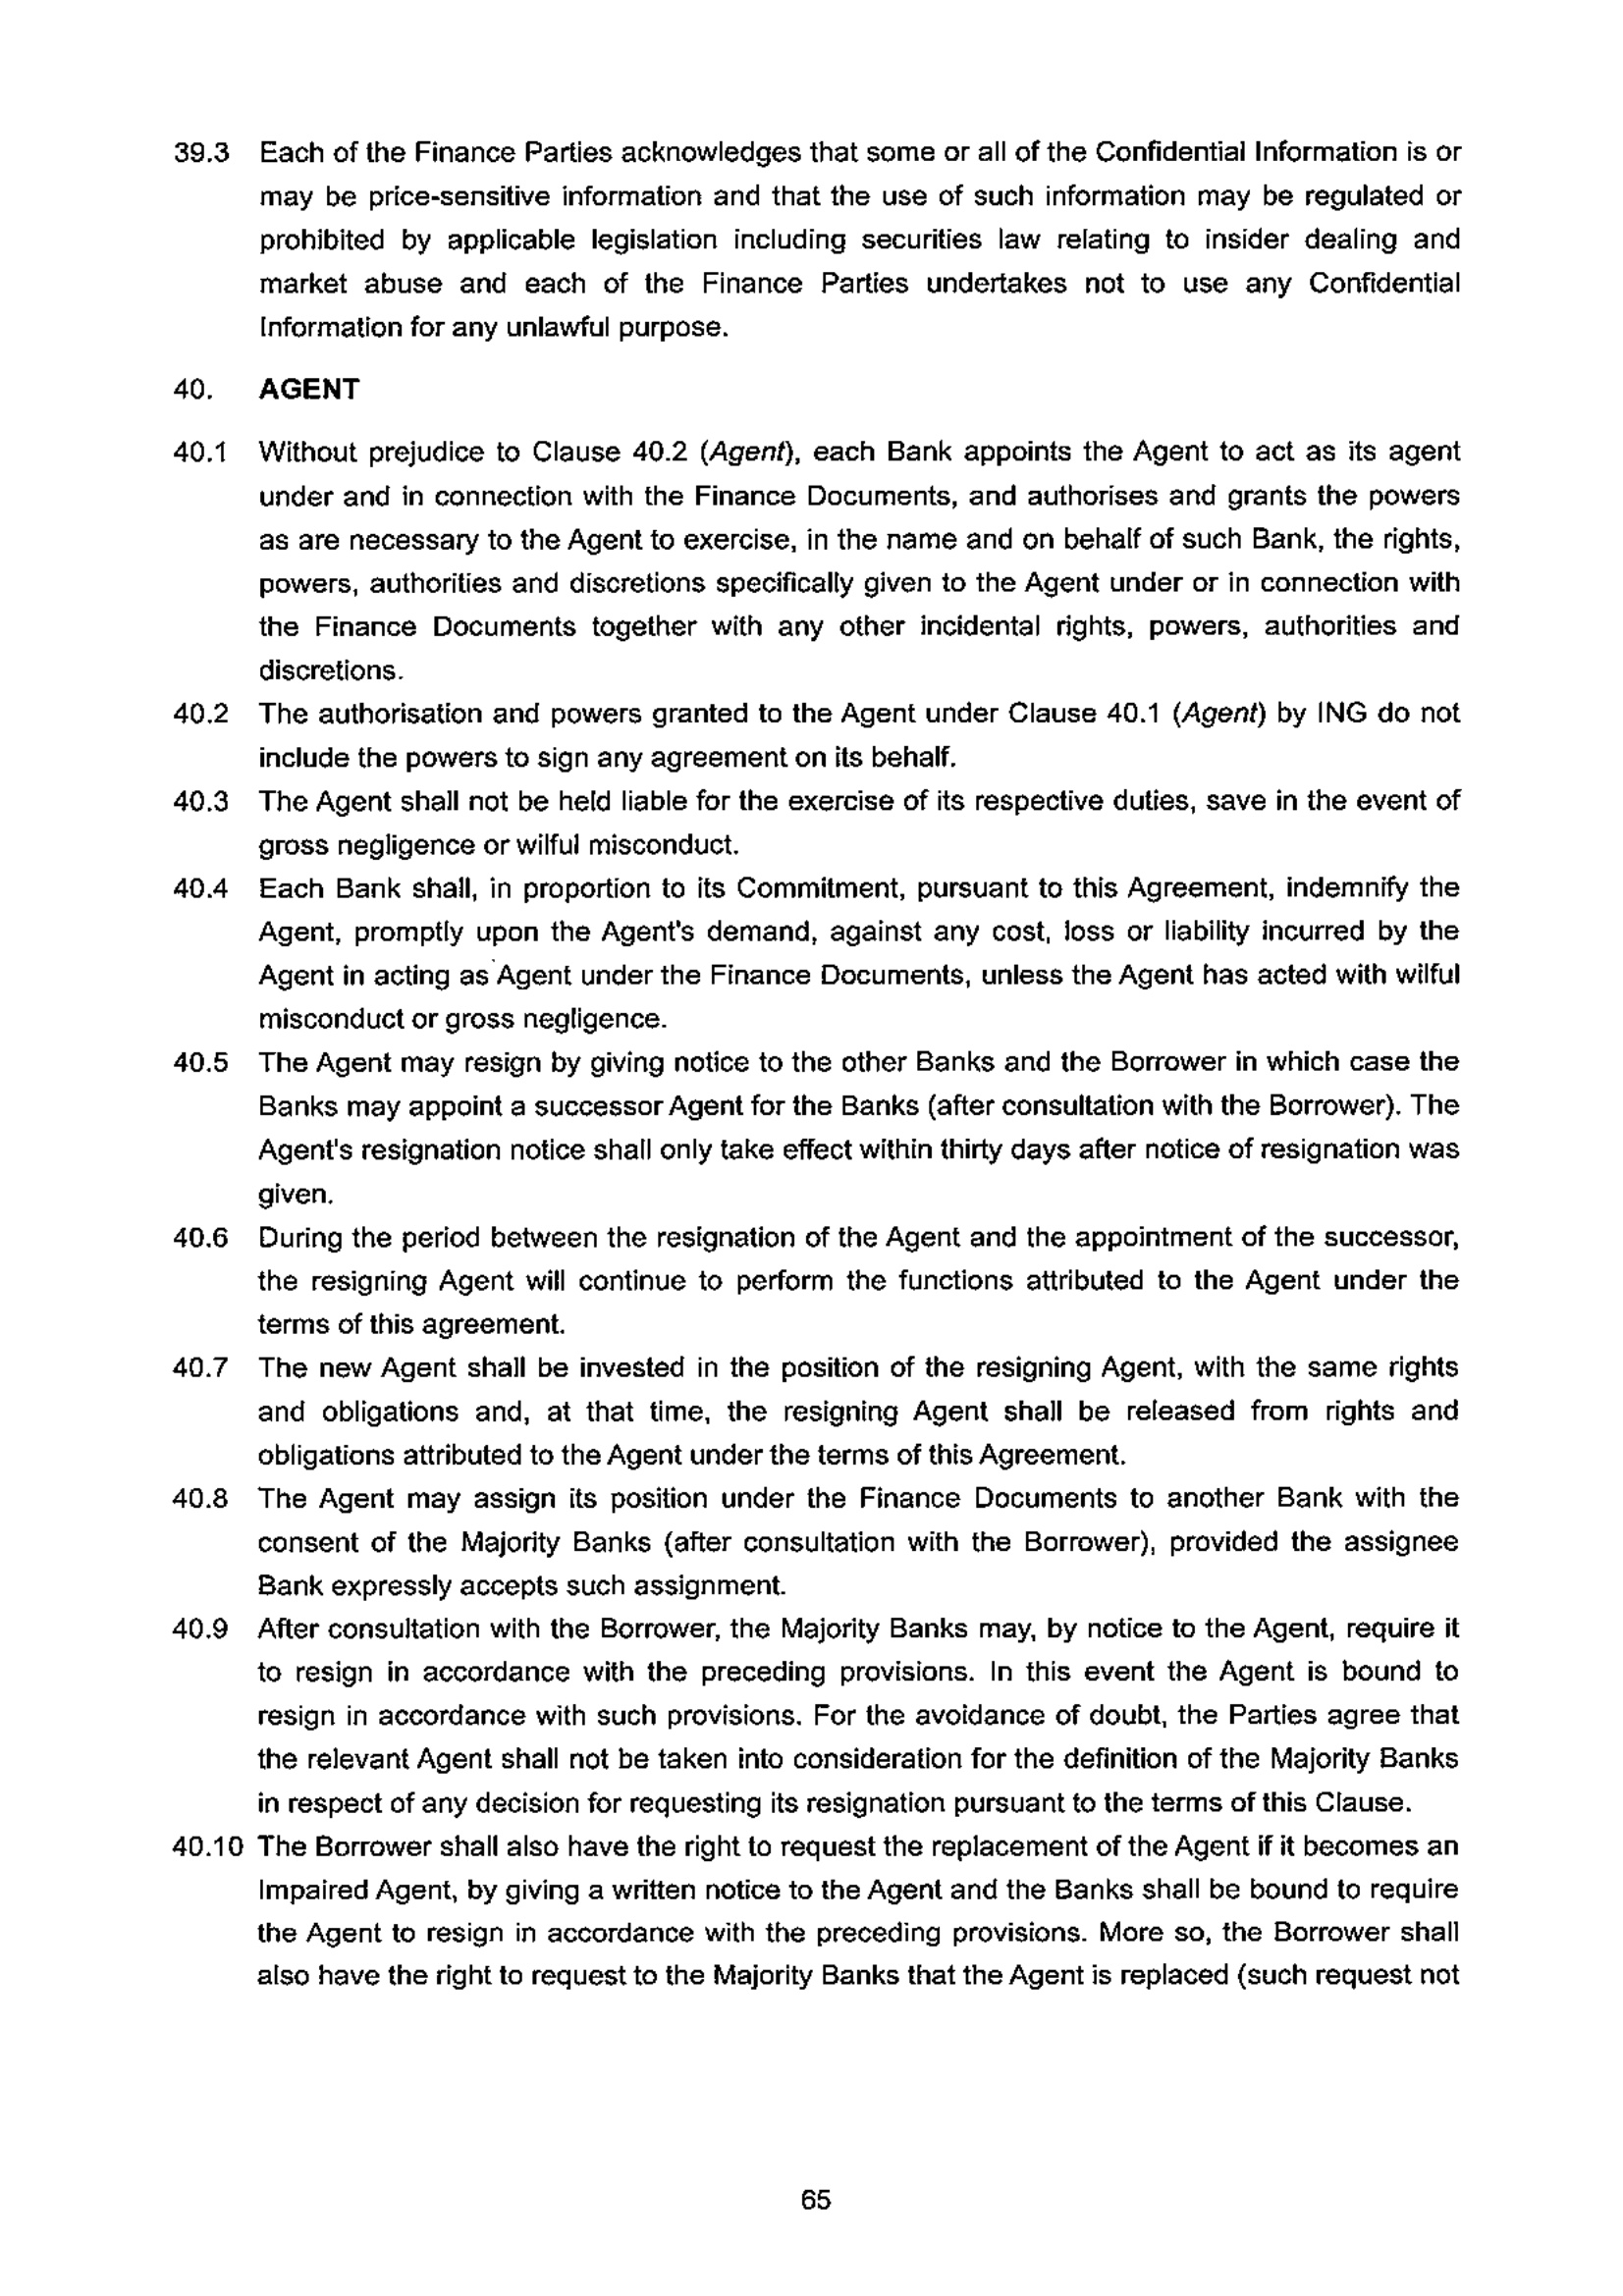 39.3 Each of the Finance Parties acknowledges that some or all of the Confidential Information is or
may be price-sensitive information and that the use of such information may be regulated or
prohibited by applicable legislation including securities law relating to insider dealing and
market abuse and each of the Finance Parties undertakes not to use any Confidential
Information for any unlawful purpose.
40. AGENT
40.1 Without prejudice to Clause 40.2 (Agent), each Bank appoints the Agent to act as its agent
under and in connection with the Finance Documents, and authorises and grants the powers
as are necessary to the Agent to exercise, in the name and on behalf of such Bank, the rights,
powers, authorities and discretions specifically given to the Agent under or in connection with
the Finance Documents together with any other incidental rights, powers, authorities and
discretions.
40.2 The authorisation and powers granted to the Agent under Clause 40.1 (Agent) by ING do not
include the powers to sign any agreement on its behalf.
40.3 The Agent shall not be held liable for the exercise of its respective duties, save in the event of
gross negligence or wilful misconduct.
40.4 Each Bank shall, in proportion to its Commitment, pursuant to this Agreement, indemnify the
Agent, promptly upon the Agent's demand, against any cost, loss or liability incurred by the
Agent in acting as Agent under the Finance Documents, unless the Agent has acted with wilful
misconduct or gross negligence.
40.5 The Agent may resign by giving notice to the other Banks and the Borrower in which case the
Banks may appoint a successor Agent for the Banks (after consultation with the Borrower). The
Agent's resignation notice shall only take effect within thirty days after notice of resignation was
given.
40.6 During the period between the resignation of the Agent and the appointment of the successor,
the resigning Agent will continue to perform the functions attributed to the Agent under the
terms of this agreement.
40.7 The new Agent shall be invested in the position of the resigning Agent, with the same rights
and obligations and, at that time, the resigning Agent shall be released from rights and
obligations attributed to the Agent under the terms of this Agreement.
40.8 The Agent may assign its position under the Finance Documents to another Bank with the
consent of the Majority Banks (after consultation with the Borrower), provided the assignee
Bank expressly accepts such assignment.
40.9 After consultation with the Borrower, the Majority Banks may, by notice to the Agent, require it
to resign in accordance with the preceding provisions. In this event the Agent is bound to
resign in accordance with such provisions. For the avoidance of doubt, the Parties agree that
the relevant Agent shall not be taken into consideration for the definition of the Majority Banks
in respect of any decision for requesting its resignation pursuant to the terms of this Clause.
40.10 The Borrower shall also have the right to request the replacement of the Agent if it becomes an
Impaired Agent, by giving a written notice to the Agent and the Banks shall be bound to require
the Agent to resign in accordance with the preceding provisions. More so, the Borrower shall
also have the right to request to the Majority Banks that the Agent is replaced (such request not
65